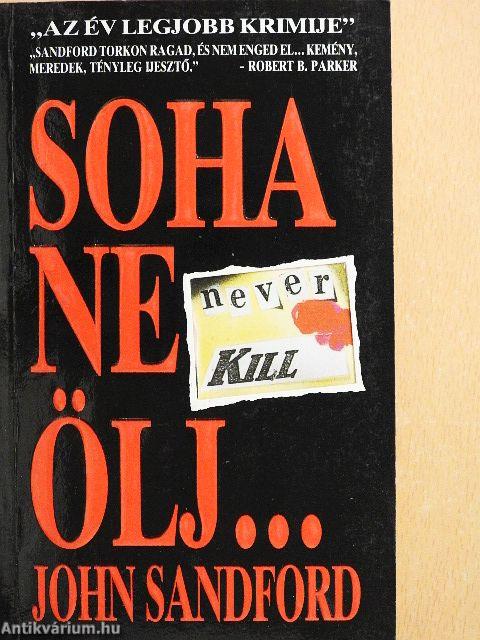 „AZ ÉV LEGJOBB KRIMIJE”
„SANDFORD TORKON RAGAD, ÉS NEM ENGED EL... KEMÉNY,
MEREDEK, TÉNYLEG IJESZTŐ.” - ROBERT B. PARKER
SOHA
NE
never
KILL
ÖLJ...
JOHN SANDFORD
Antikvárium.hu